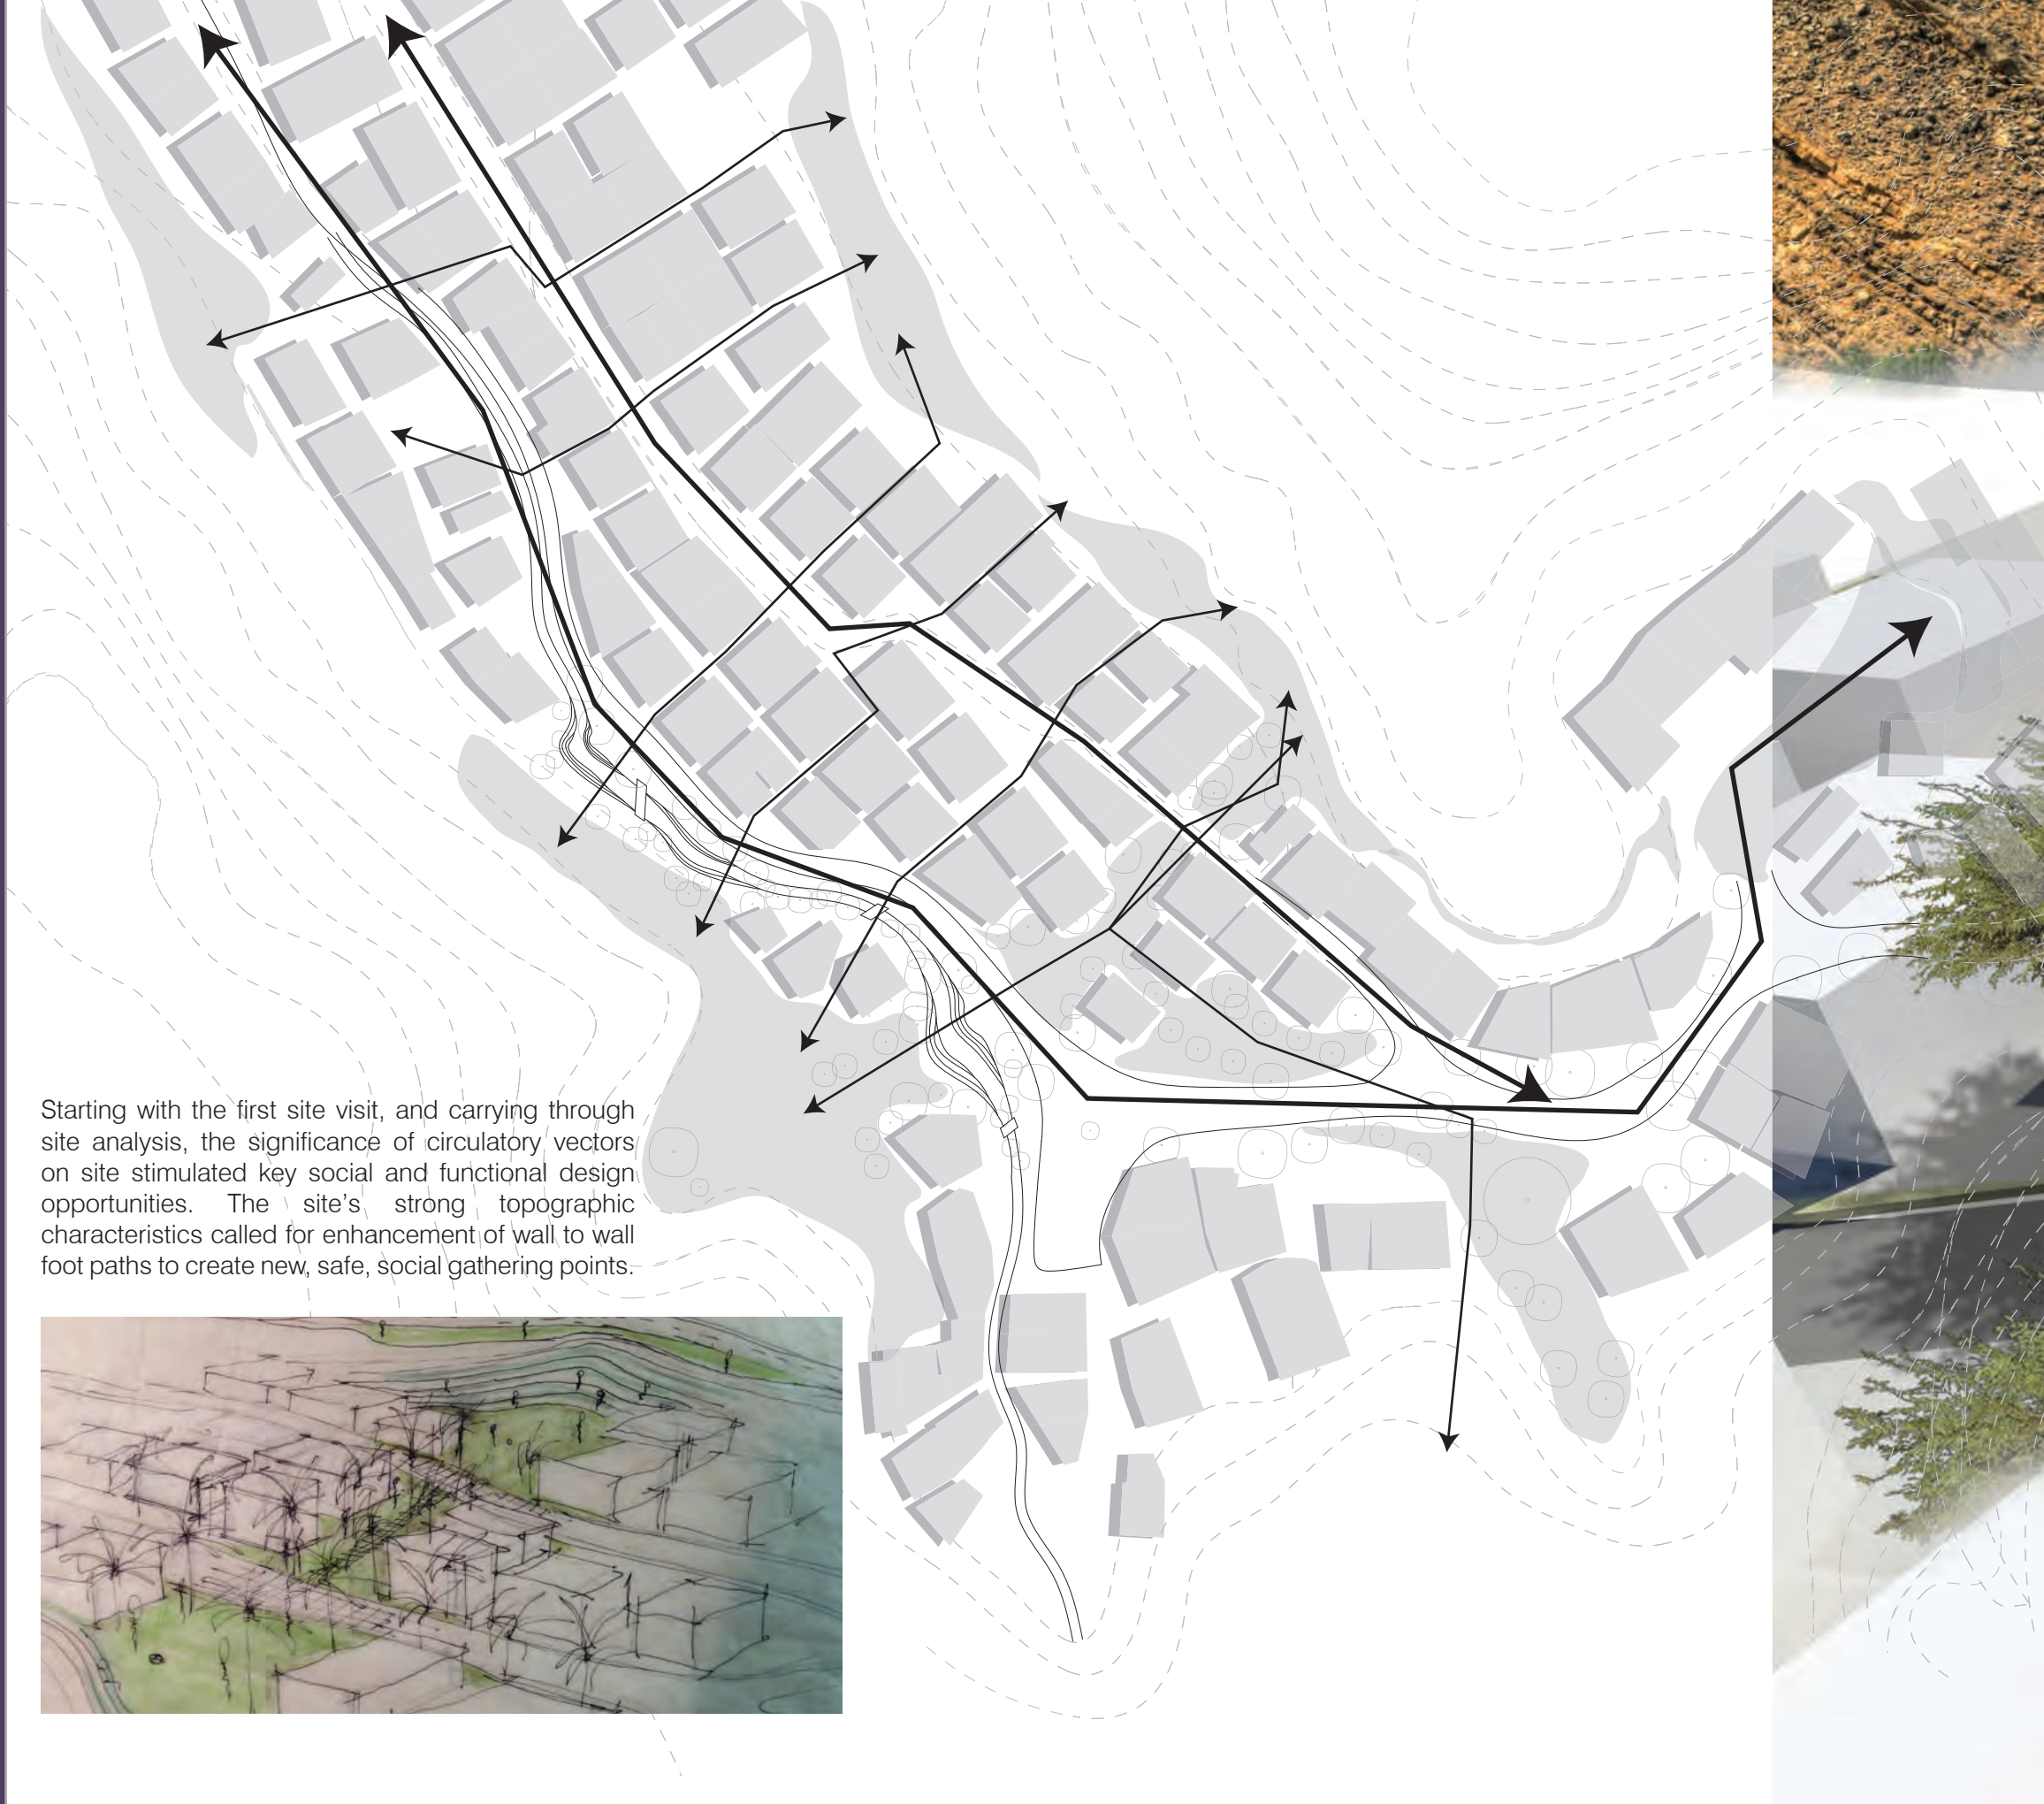 Starting with the first site visit, and carrying through
site analysis, the significance of circulatory vectors
on site stimulated key social and functional design
opportunities. The site’s strong topographic
characteristics called for enhancement of wall to wall
foot paths to create new, safe, social gathering points.